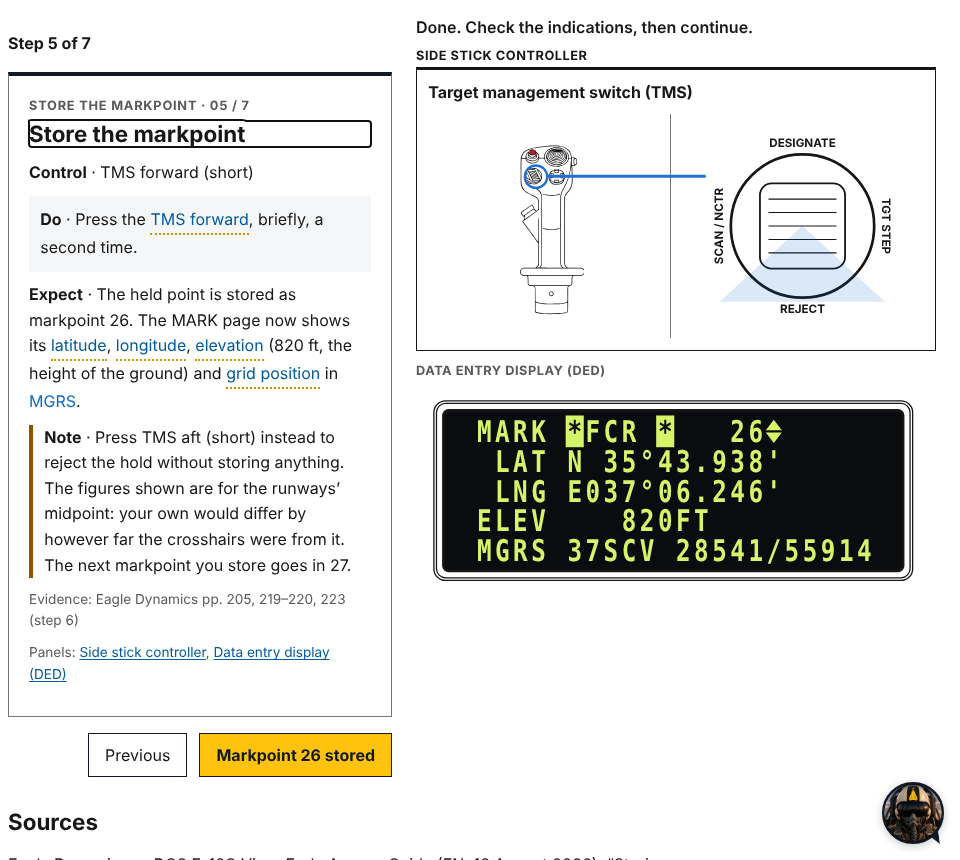 Step 5 of 7
STORE THE MARKPOINT · 05 / 7
Store the markpoint
Control · TMS forward (short)
Do · Press the TMS forward, briefly, a
second time.
Expect · The held point is stored as
markpoint 26. The MARK page now shows
its latitude, longitude, elevation (820 ft, the
height of the ground) and grid position in
MGRS.
Note · Press TMS aft (short) instead to
reject the hold without storing anything.
The figures shown are for the runways’
midpoint: your own would differ by
however far the crosshairs were from it.
The next markpoint you store goes in 27.
Evidence: Eagle Dynamics pp. 205, 219–220, 223
(step 6)
Panels: Side stick controller, Data entry display
(DED)
Previous
Markpoint 26 stored
Done. Check the indications, then continue.
SIDE STICK CONTROLLER
Target management switch (TMS)
DESIGNATE
SCAN / NCTR
TGT STEP
REJECT
DATA ENTRY DISPLAY (DED)
MARK *FCR * 26
LAT N 35°43.938'
LNG E037°06.246'
ELEV 820FT
MGRS 37SCV 28541/55914
Sources